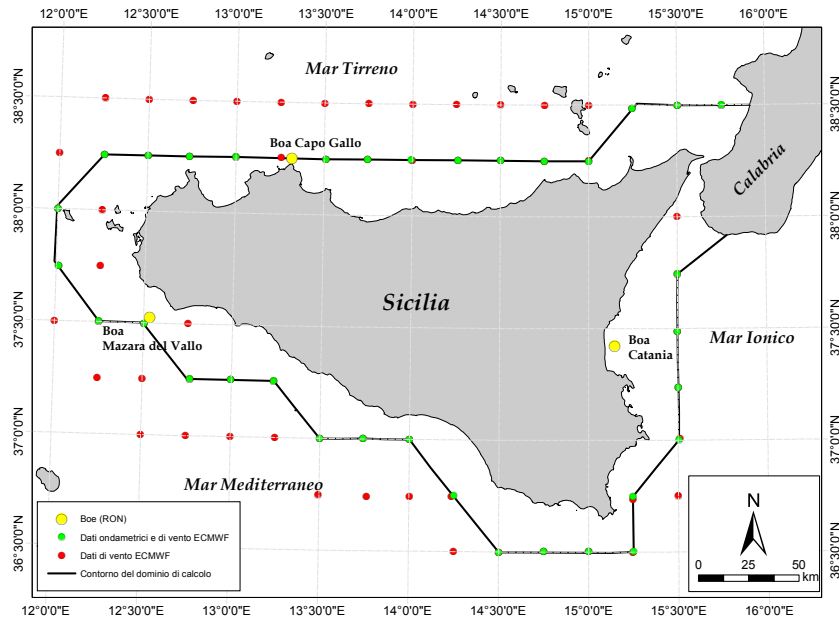 12°0'0"E 12°30'0"E 13°0'0"E 13°30'0"E 14°0'0"E 14°30'0"E 15°0'0"E 15°30'0"E 16°0'0"E
Mar Tirreno
38°30'0"N 38°30'0"N
Boa Capo Gallo
Calabria
38°0'0"N 38°0'0"N
Sicilia
37°30'0"N 37°30'0"N
Boa
Mazara del Vallo
Mar Ionico
Boa
Catania
37°0'0"N 37°0'0"N
Mar Mediterraneo
36°30'0"N 36°30'0"N
Boe (RON)
Dati ondametrici e di vento ECMWF
Dati di vento ECMWF
Contorno del dominio di calcolo
N
0 25 50
km
12°0'0"E 12°30'0"E 13°0'0"E 13°30'0"E 14°0'0"E 14°30'0"E 15°0'0"E 15°30'0"E 16°0'0"E